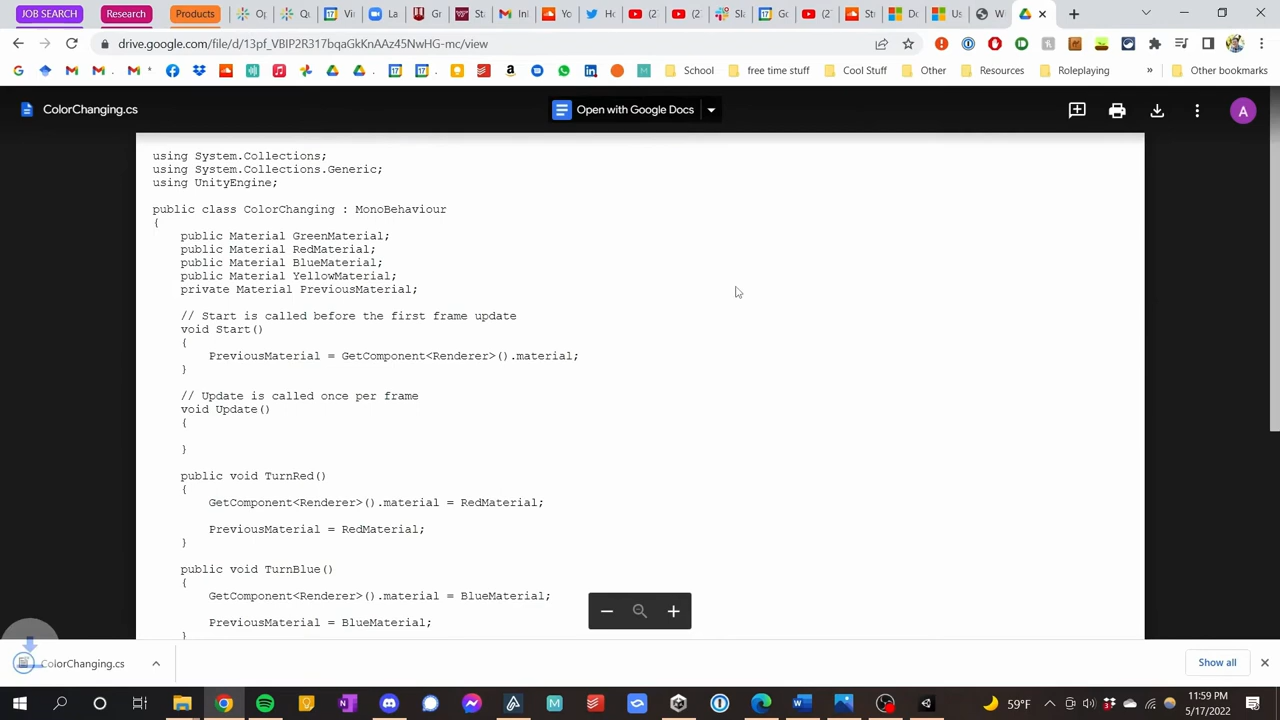 JOB SEARCH
Research
Products
drive.google.com/file/d/13pf_VBIP2R317bqaGkKnAAz45NwHG-mc/view
School
free time stuff
Cool Stuff
Other
Resources
Roleplaying
Other bookmarks
ColorChanging.cs
Open with Google Docs
A
using System.Collections;
using System.Collections.Generic;
using UnityEngine;
public class ColorChanging : MonoBehaviour
{
public Material GreenMaterial;
public Material RedMaterial;
public Material BlueMaterial;
public Material YellowMaterial;
private Material PreviousMaterial;
// Start is called before the first frame update
void Start()
{
PreviousMaterial = GetComponent<Renderer>().material;
}
// Update is called once per frame
void Update()
{
}
public void TurnRed()
{
GetComponent<Renderer>().material = RedMaterial;
PreviousMaterial = RedMaterial;
}
public void TurnBlue()
{
GetComponent<Renderer>().material = BlueMaterial;
PreviousMaterial = BlueMaterial;
}
ColorChanging.cs
Show all
59°F
11:59 PM
5/17/2022